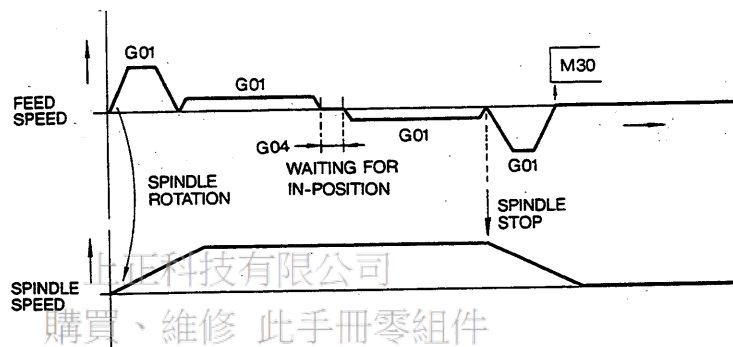 G01
M30
G01
FEED
SPEED
G01
G01
G04
WAITING FOR
IN-POSITION
SPINDLE
ROTATION
SPINDLE
STOP
上正科技有限公司
SPINDLE
SPEED
購買、維修 此手冊零組件